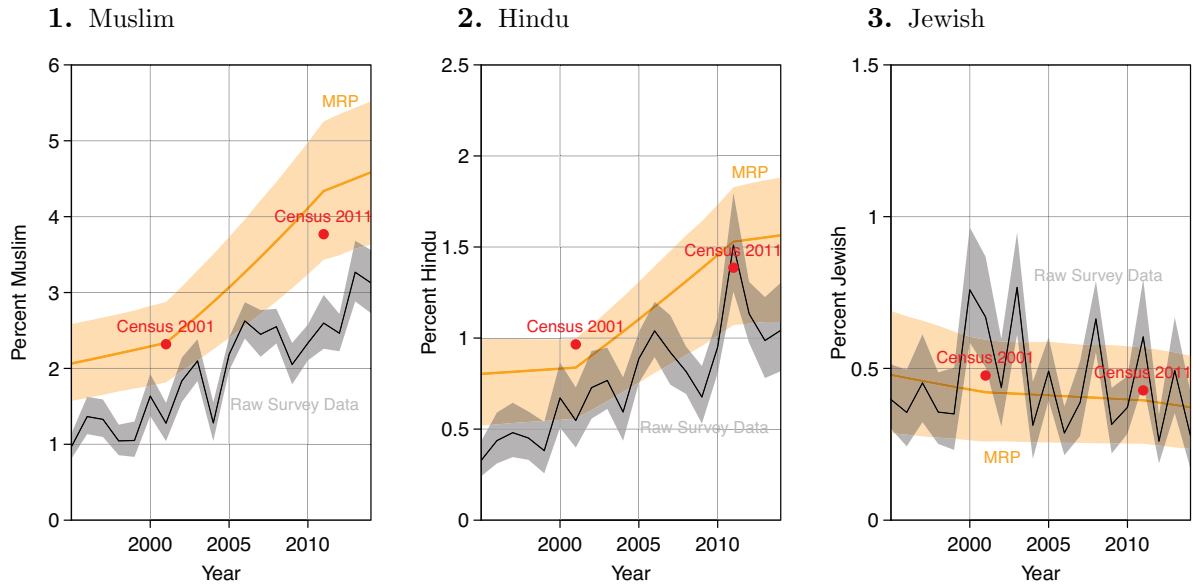 1. Muslim
6
5
4
3
2
1
0
Percent Muslim
MRP
Census 2011
Census 2001
Raw Survey Data
2000 2005 2010
Year
2. Hindu
2.5
2
1.5
1
0.5
0
Percent Hindu
MRP
Census 2011
Census 2001
Raw Survey Data
2000 2005 2010
Year
3. Jewish
1.5
1
0.5
0
Percent Jewish
Raw Survey Data
Census 2001
Census 2011
MRP
2000 2005 2010
Year